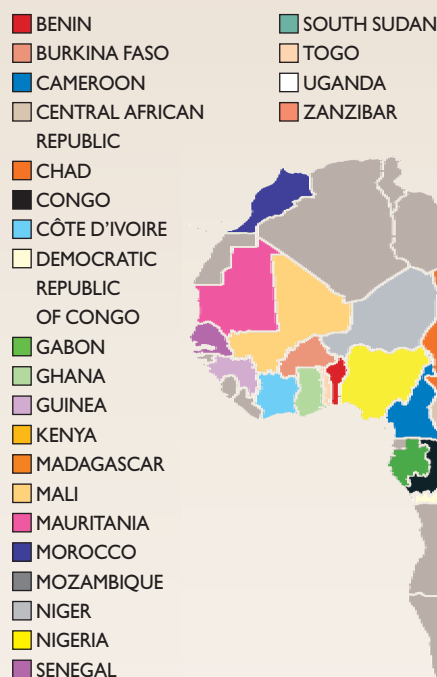 BENIN
BURKINA FASO
CAMEROON
CENTRAL AFRICAN
REPUBLIC
CHAD
CONGO
CÔTE D'IVOIRE
DEMOCRATIC
REPUBLIC
OF CONGO
GABON
GHANA
GUINEA
KENYA
MADAGASCAR
MALI
MAURITANIA
MOROCCO
MOZAMBIQUE
NIGER
NIGERIA
SENEGAL
SOUTH SUDAN
TOGO
UGANDA
ZANZIBAR